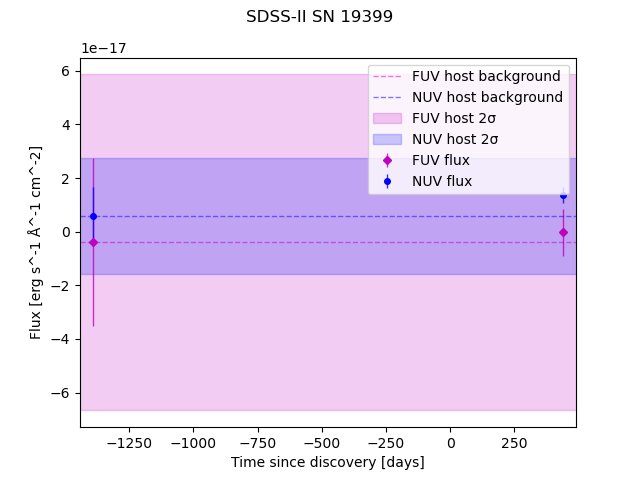 SDSS-II SN 19399
1e−17
FUV host background
NUV host background
FUV host 2σ
NUV host 2σ
FUV flux
NUV flux
6
4
2
0
−2
−4
−6
Flux [erg s^-1 Å^-1 cm^-2]
−1250 −1000 −750 −500 −250 0 250
Time since discovery [days]